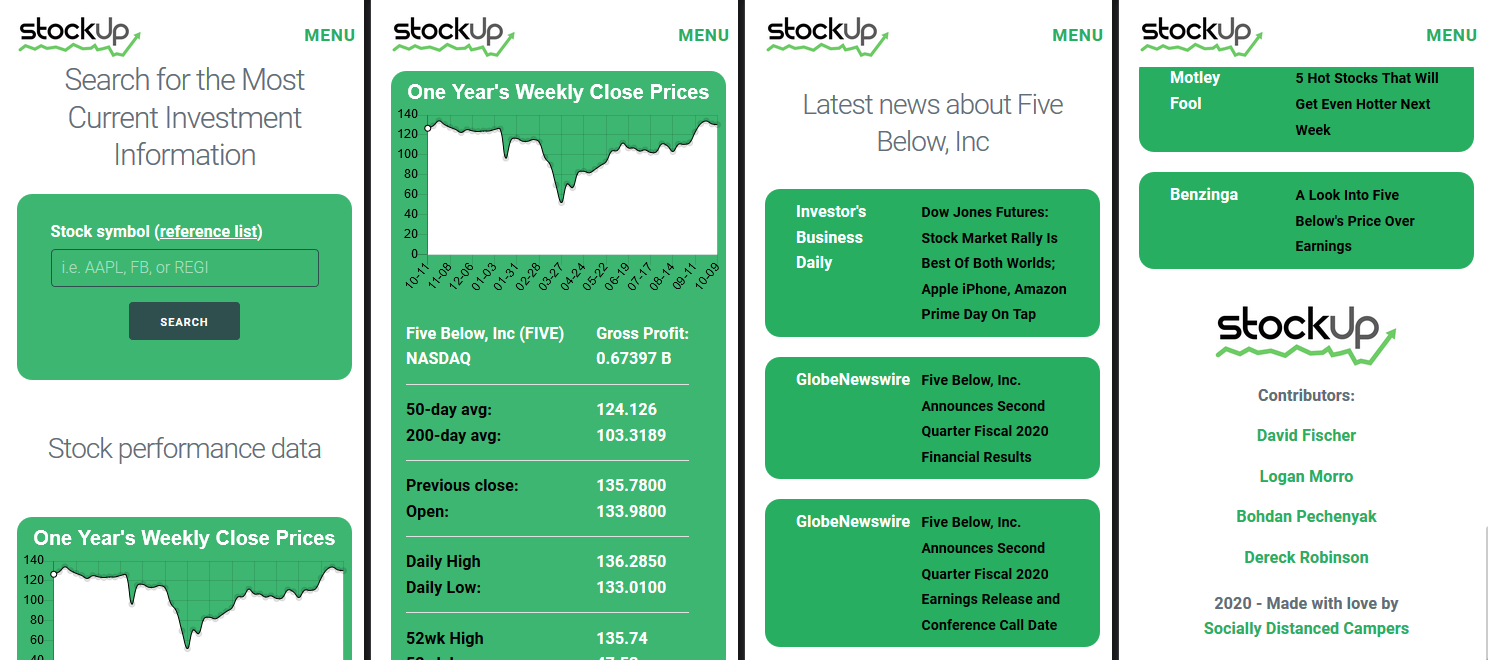 stockUp
MENU
Search for the Most
Current Investment
Information
Stock symbol (reference list)
i.e. AAPL, FB, or REGI
SEARCH
Stock performance data
One Year's Weekly Close Prices
140
120
100
80
60
40
stockUp
MENU
One Year's Weekly Close Prices
140
120
100
80
60
40
20
0
10-11 11-08 12-06 01-03 01-31 02-28 03-27 04-24 05-22 06-19 07-17 08-14 09-11 10-09
Five Below, Inc (FIVE) Gross Profit:
NASDAQ 0.67397 B
50-day avg: 124.126
200-day avg: 103.3189
Previous close: 135.7800
Open: 133.9800
Daily High 136.2850
Daily Low: 133.0100
52wk High 135.74
stockUp
MENU
Latest news about Five
Below, Inc
Investor's
Business
Daily
Dow Jones Futures:
Stock Market Rally Is
Best Of Both Worlds;
Apple iPhone, Amazon
Prime Day On Tap
GlobeNewswire
Five Below, Inc.
Announces Second
Quarter Fiscal 2020
Financial Results
GlobeNewswire
Five Below, Inc.
Announces Second
Quarter Fiscal 2020
Earnings Release and
Conference Call Date
stockUp
MENU
Motley
Fool
5 Hot Stocks That Will
Get Even Hotter Next
Week
Benzinga
A Look Into Five
Below's Price Over
Earnings
stockUp
Contributors:
David Fischer
Logan Morro
Bohdan Pechenyak
Dereck Robinson
2020 - Made with love by
Socially Distanced Campers